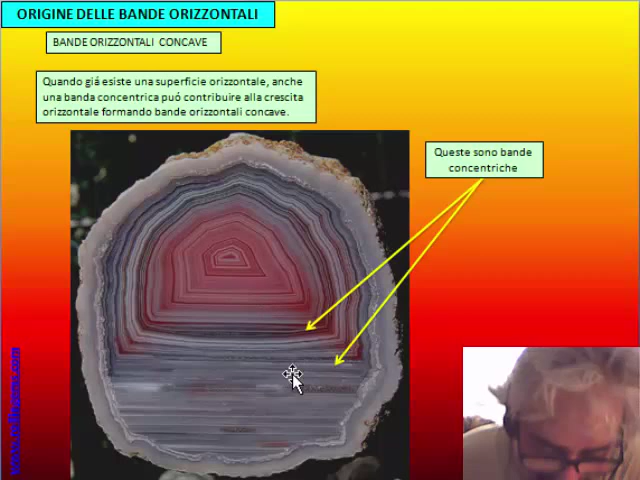 ORIGINE DELLE BANDE ORIZZONTALI
BANDE ORIZZONTALI CONCAVE
Quando giá esiste una superficie orizzontale, anche
una banda concentrica puó contribuire alla crescita
orizzontale formando bande orizzontali concave.
Queste sono bande
concentriche